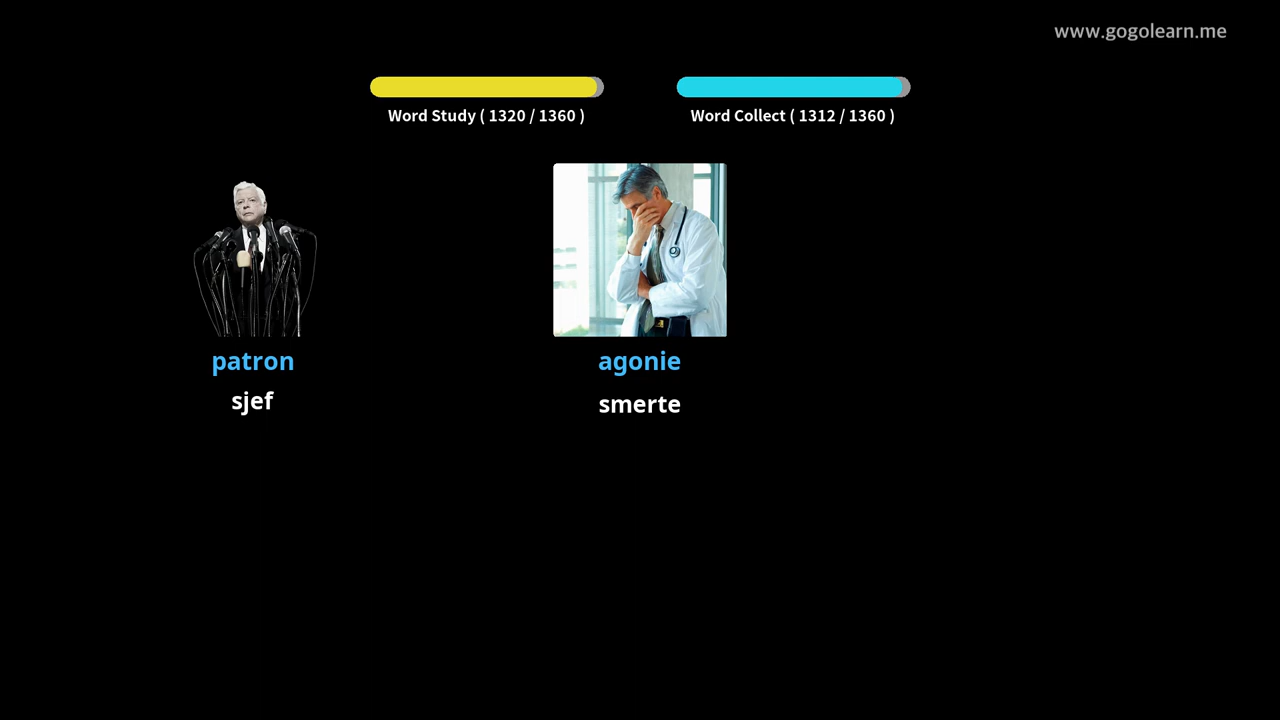 www.gogolearn.me
Word Study ( 1320 / 1360 )
Word Collect ( 1312 / 1360 )
patron
agonie
sjef
smerte